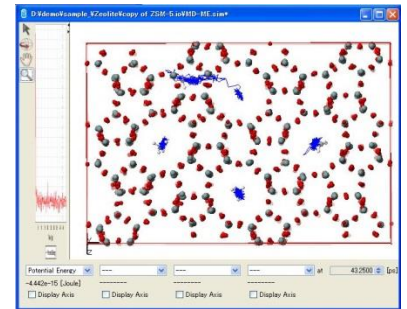 D:¥demo¥sample_¥Zeolite¥copy of ZSM-5.io¥MD-ME.sim*
Z
Potential Energy --- --- --- at 43.2500 [ps]
-4.442e-15 [Joule] -------- -------- --------
Display Axis Display Axis Display Axis Display Axis